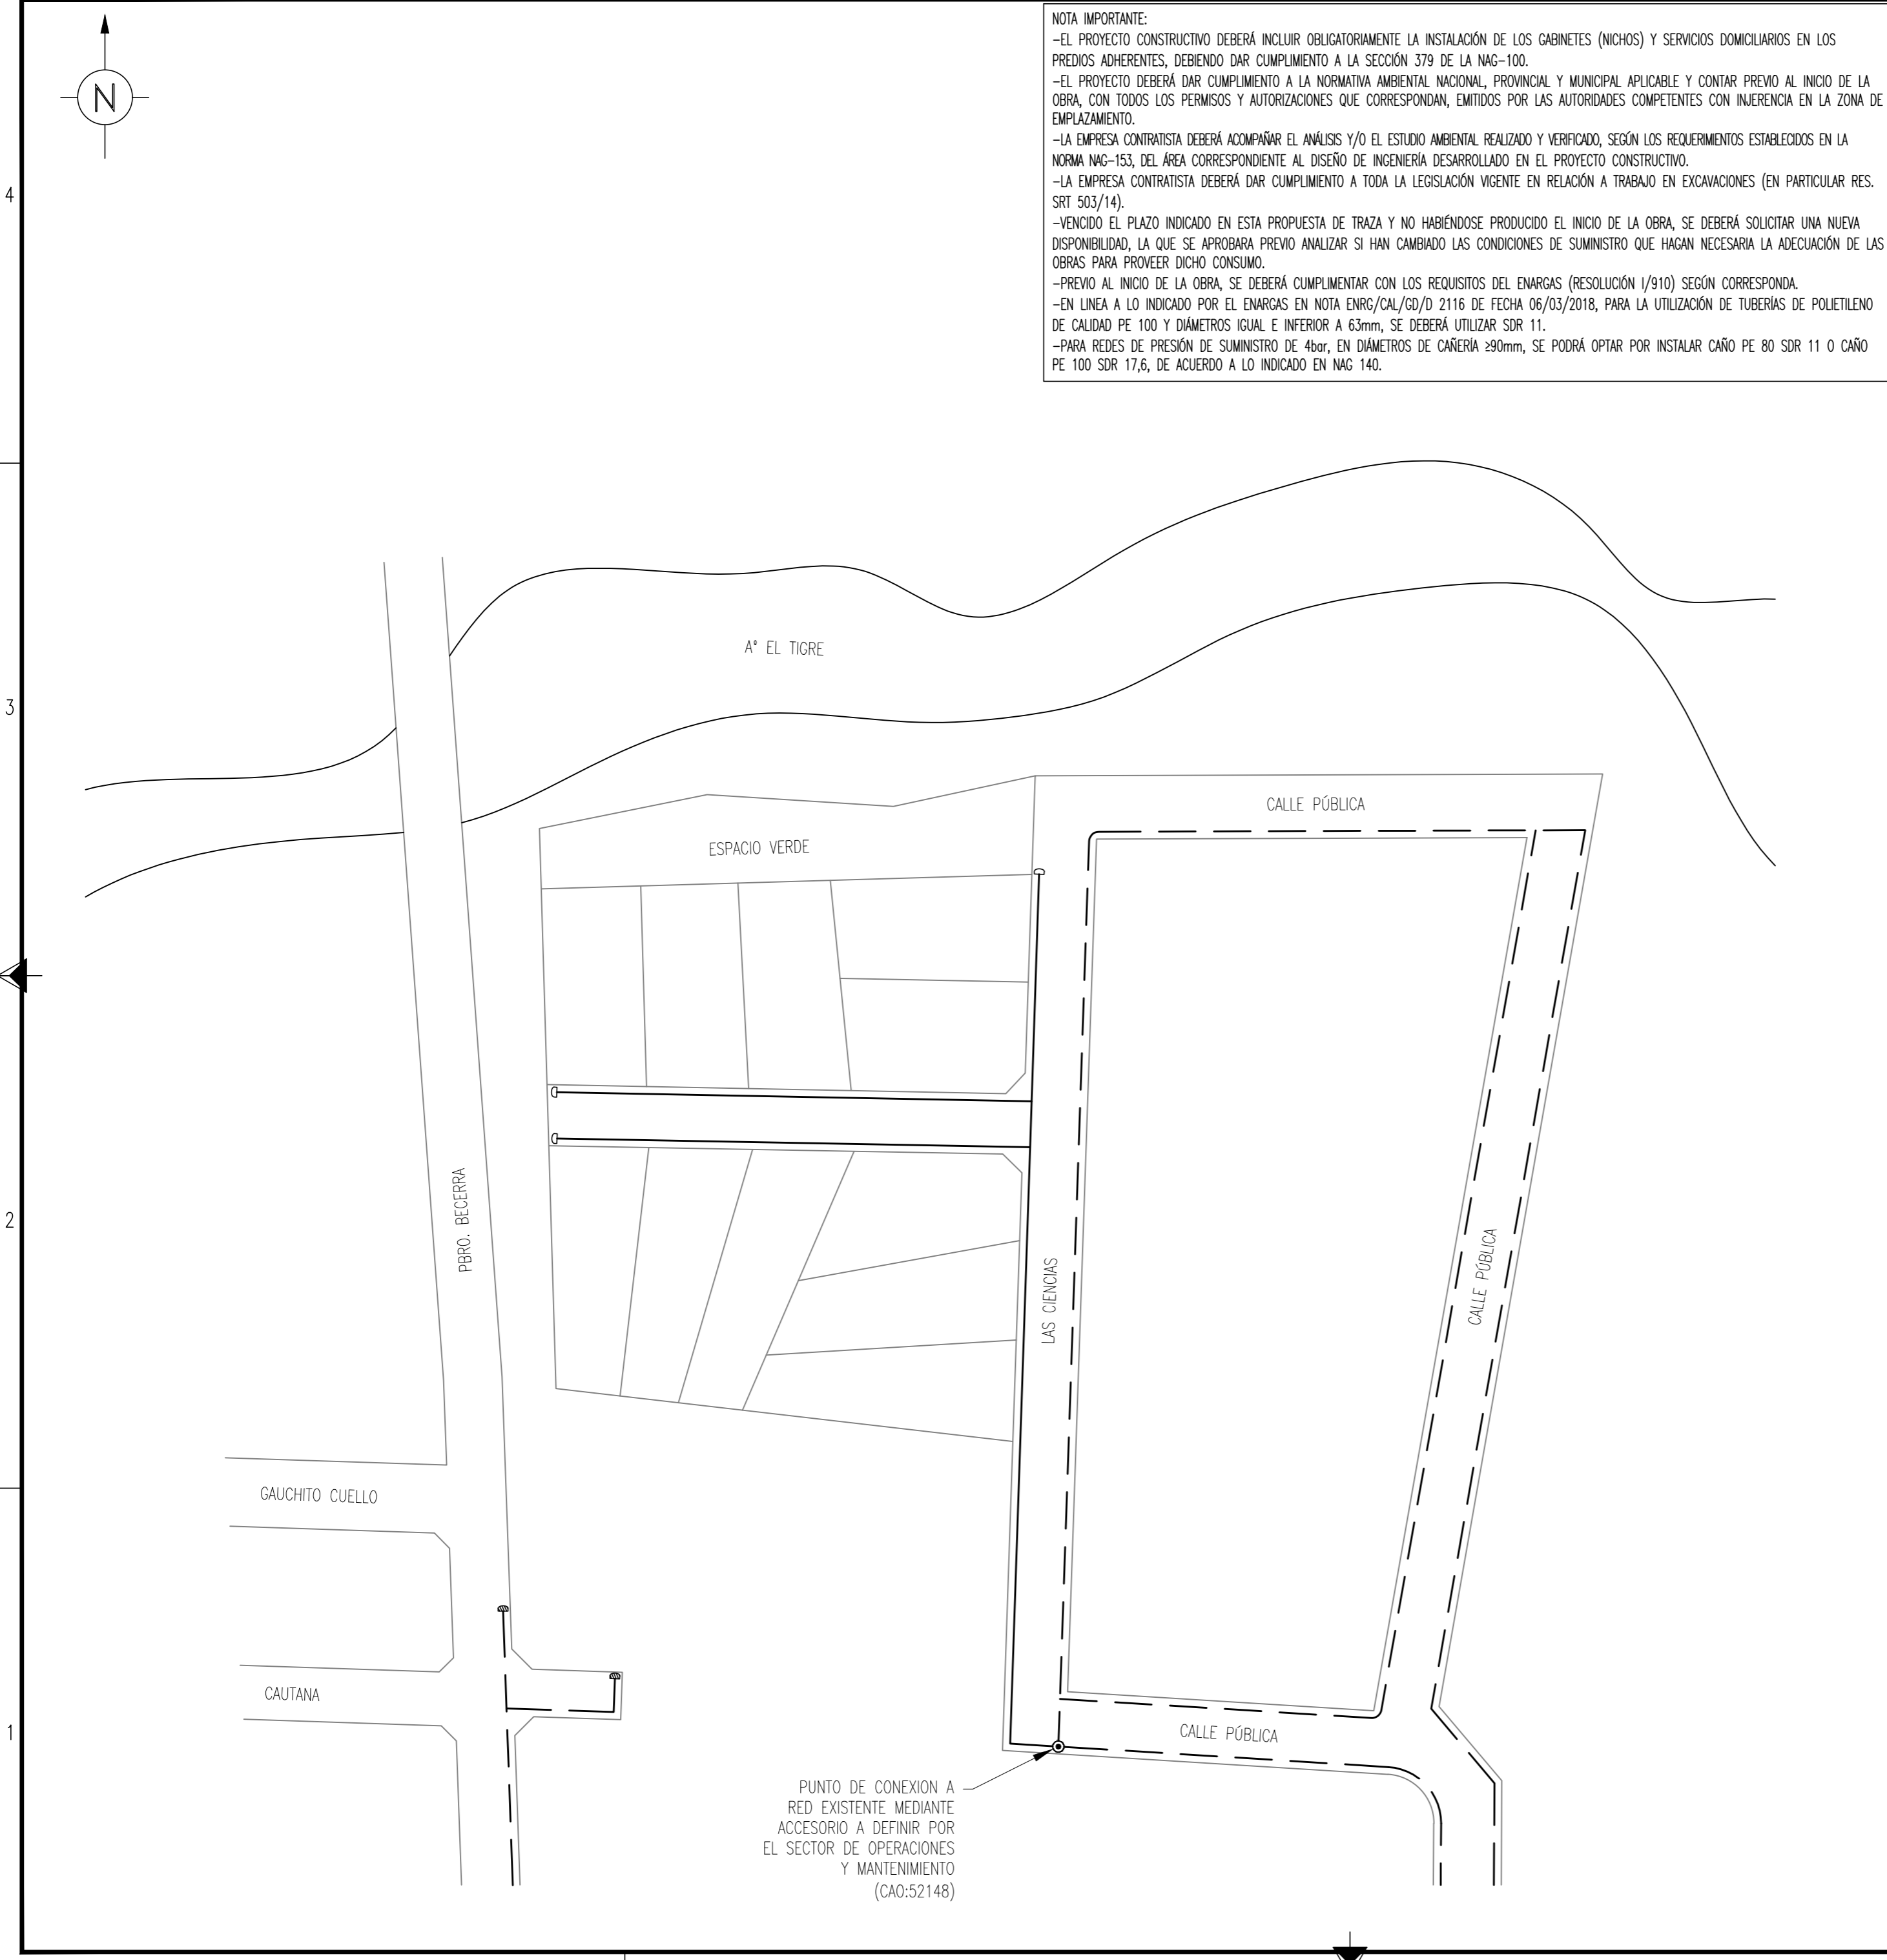 NOTA IMPORTANTE:
-EL PROYECTO CONSTRUCTIVO DEBERÁ INCLUIR OBLIGATORIAMENTE LA INSTALACIÓN DE LOS GABINETES (NICHOS) Y SERVICIOS DOMICILIARIOS EN LOS
PREDIOS ADHERENTES, DEBIENDO DAR CUMPLIMIENTO A LA SECCIÓN 379 DE LA NAG-100.
-EL PROYECTO DEBERÁ DAR CUMPLIMIENTO A LA NORMATIVA AMBIENTAL NACIONAL, PROVINCIAL Y MUNICIPAL APLICABLE Y CONTAR PREVIO AL INICIO DE LA
OBRA, CON TODOS LOS PERMISOS Y AUTORIZACIONES QUE CORRESPONDAN, EMITIDOS POR LAS AUTORIDADES COMPETENTES CON INJERENCIA EN LA ZONA DE
EMPLAZAMIENTO.
-LA EMPRESA CONTRATISTA DEBERÁ ACOMPAÑAR EL ANÁLISIS Y/O EL ESTUDIO AMBIENTAL REALIZADO Y VERIFICADO, SEGÚN LOS REQUERIMIENTOS ESTABLECIDOS EN LA
NORMA NAG-153, DEL ÁREA CORRESPONDIENTE AL DISEÑO DE INGENIERÍA DESARROLLADO EN EL PROYECTO CONSTRUCTIVO.
-LA EMPRESA CONTRATISTA DEBERÁ DAR CUMPLIMIENTO A TODA LA LEGISLACIÓN VIGENTE EN RELACIÓN A TRABAJO EN EXCAVACIONES (EN PARTICULAR RES.
SRT 503/14).
-VENCIDO EL PLAZO INDICADO EN ESTA PROPUESTA DE TRAZA Y NO HABIÉNDOSE PRODUCIDO EL INICIO DE LA OBRA, SE DEBERÁ SOLICITAR UNA NUEVA
DISPONIBILIDAD, LA QUE SE APROBARA PREVIO ANALIZAR SI HAN CAMBIADO LAS CONDICIONES DE SUMINISTRO QUE HAGAN NECESARIA LA ADECUACIÓN DE LAS
OBRAS PARA PROVEER DICHO CONSUMO.
-PREVIO AL INICIO DE LA OBRA, SE DEBERÁ CUMPLIMENTAR CON LOS REQUISITOS DEL ENARGAS (RESOLUCIÓN I/910) SEGÚN CORRESPONDA.
-EN LINEA A LO INDICADO POR EL ENARGAS EN NOTA ENRG/CAL/GD/D 2116 DE FECHA 06/03/2018, PARA LA UTILIZACIÓN DE TUBERÍAS DE POLIETILENO
DE CALIDAD PE 100 Y DIÁMETROS IGUAL E INFERIOR A 63mm, SE DEBERÁ UTILIZAR SDR 11.
-PARA REDES DE PRESIÓN DE SUMINISTRO DE 4bar, EN DIÁMETROS DE CAÑERÍA ≥90mm, SE PODRÁ OPTAR POR INSTALAR CAÑO PE 80 SDR 11 O CAÑO
PE 100 SDR 17,6, DE ACUERDO A LO INDICADO EN NAG 140.
N
4
3
2
1
Aº EL TIGRE
CALLE PÚBLICA
ESPACIO VERDE
PBRO. BECERRA
LAS CIENCIAS
CALLE PÚBLICA
GAUCHITO CUELLO
CAUTANA
CALLE PÚBLICA
PUNTO DE CONEXION A
RED EXISTENTE MEDIANTE
ACCESORIO A DEFINIR POR
EL SECTOR DE OPERACIONES
Y MANTENIMIENTO
(CAO:52148)